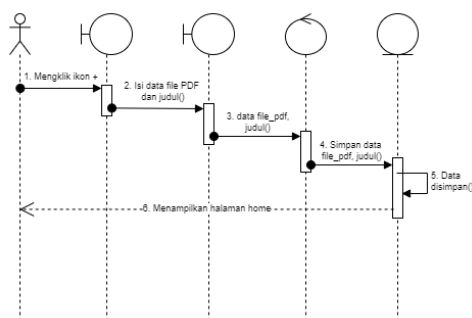 1. Mengklik ikon +
2. Isi data file PDF
dan judul()
3. data file_pdf,
judul()
4. Simpan data
file_pdf, judul()
5. Data
disimpan()
6. Menampilkan halaman home